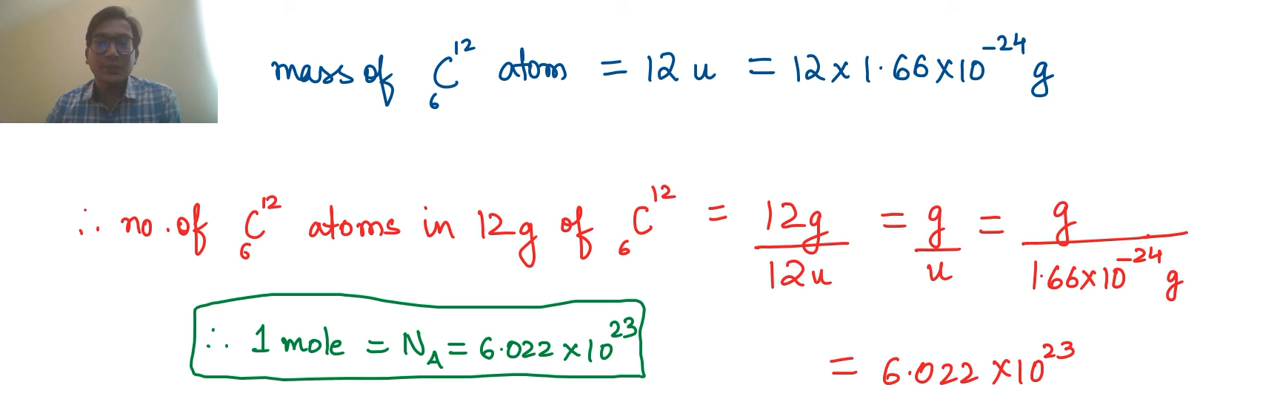 mass of ₆C¹² atom = 12 u = 12 × 1.66 × 10⁻²⁴ g
∴ no. of ₆C¹² atoms in 12g of ₆C¹² = 12g/12u = g/u = g/1.66×10⁻²⁴ g
= 6.022 × 10²³
∴ 1 mole = N_A = 6.022 × 10²³